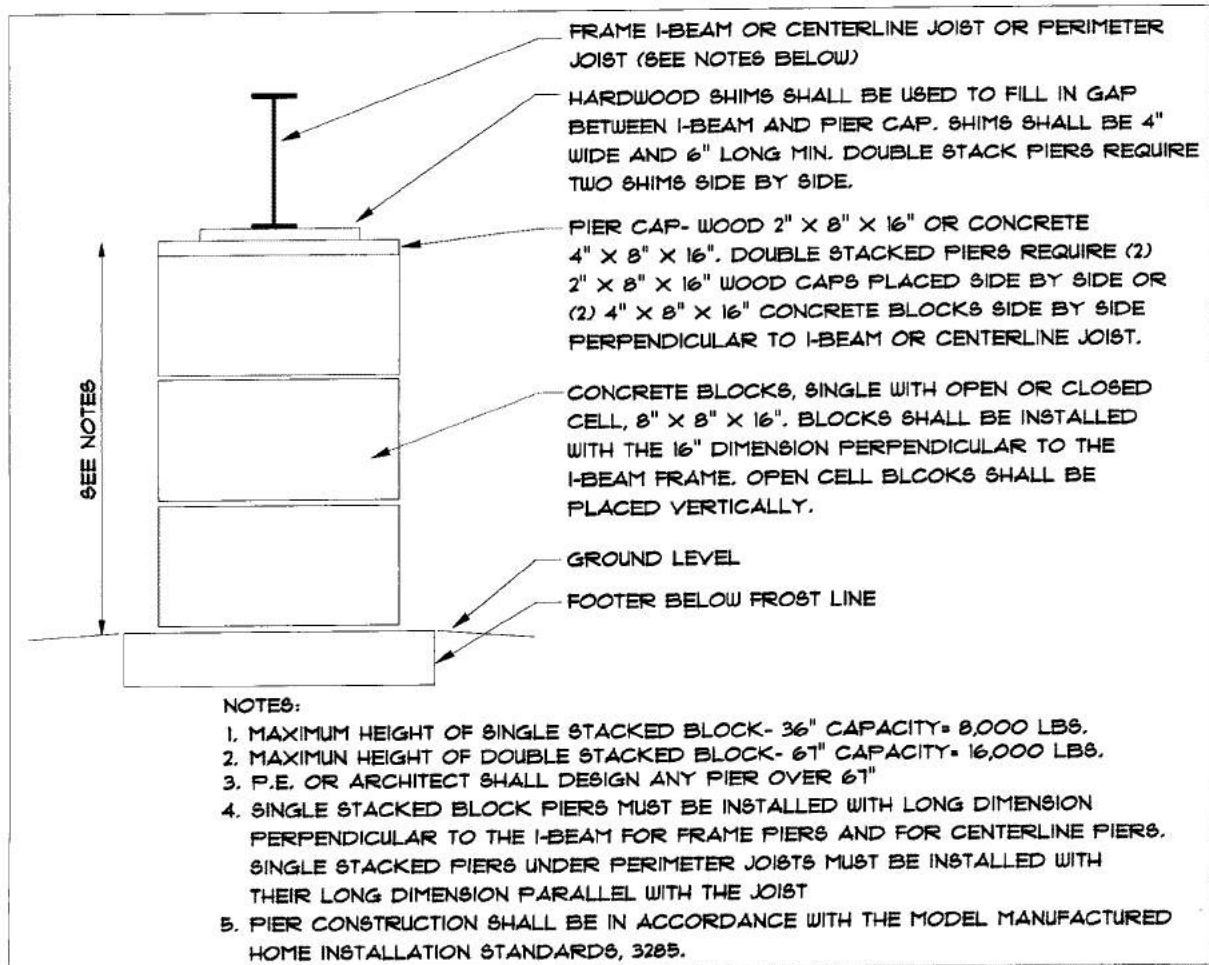 FRAME I-BEAM OR CENTERLINE JOIST OR PERIMETER
JOIST (SEE NOTES BELOW)
HARDWOOD SHIMS SHALL BE USED TO FILL IN GAP
BETWEEN I-BEAM AND PIER CAP. SHIMS SHALL BE 4"
WIDE AND 6" LONG MIN. DOUBLE STACK PIERS REQUIRE
TWO SHIMS SIDE BY SIDE.
PIER CAP- WOOD 2" X 8" X 16" OR CONCRETE
4" X 8" X 16". DOUBLE STACKED PIERS REQUIRE (2)
2" X 8" X 16" WOOD CAPS PLACED SIDE BY SIDE OR
(2) 4" X 8" X 16" CONCRETE BLOCKS SIDE BY SIDE
PERPENDICULAR TO I-BEAM OR CENTERLINE JOIST.
SEE NOTES
CONCRETE BLOCKS, SINGLE WITH OPEN OR CLOSED
CELL, 8" X 8" X 16". BLOCKS SHALL BE INSTALLED
WITH THE 16" DIMENSION PERPENDICULAR TO THE
I-BEAM FRAME. OPEN CELL BLCOKS SHALL BE
PLACED VERTICALLY.
GROUND LEVEL
FOOTER BELOW FROST LINE
NOTES:
1. MAXIMUM HEIGHT OF SINGLE STACKED BLOCK- 36" CAPACITY= 8,000 LBS.
2. MAXIMUN HEIGHT OF DOUBLE STACKED BLOCK- 67" CAPACITY= 16,000 LBS.
3. P.E. OR ARCHITECT SHALL DESIGN ANY PIER OVER 67"
4. SINGLE STACKED BLOCK PIERS MUST BE INSTALLED WITH LONG DIMENSION
PERPENDICULAR TO THE I-BEAM FOR FRAME PIERS AND FOR CENTERLINE PIERS.
SINGLE STACKED PIERS UNDER PERIMETER JOISTS MUST BE INSTALLED WITH
THEIR LONG DIMENSION PARALLEL WITH THE JOIST
5. PIER CONSTRUCTION SHALL BE IN ACCORDANCE WITH THE MODEL MANUFACTURED
HOME INSTALLATION STANDARDS, 3285.